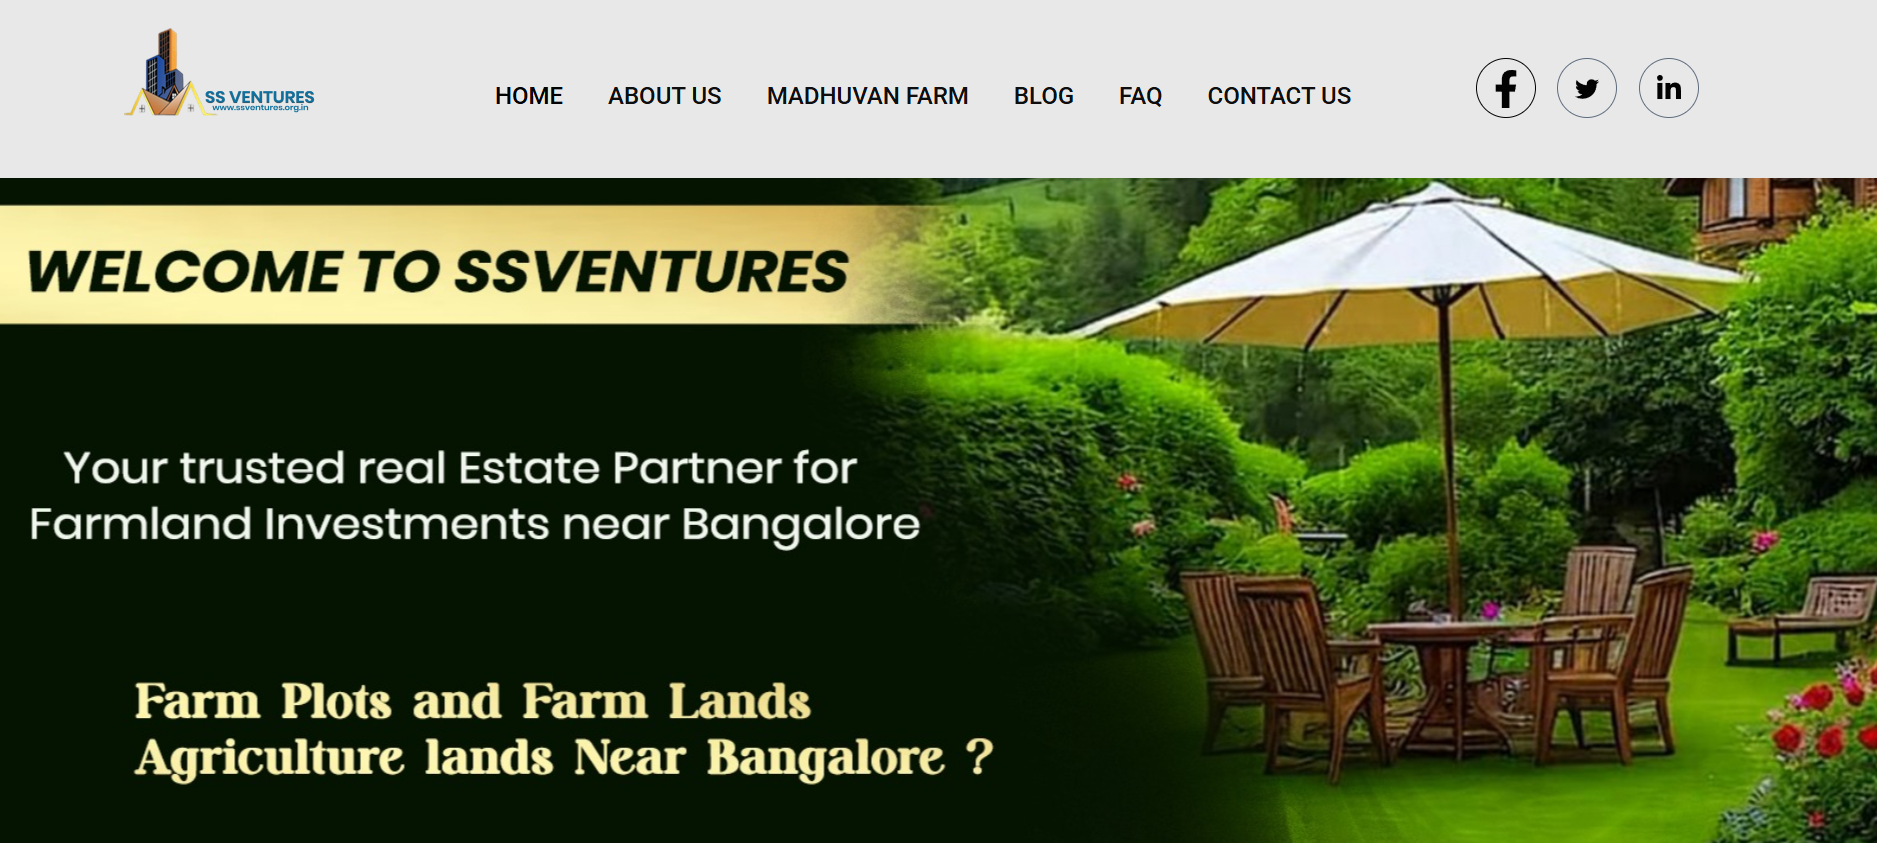 SS VENTURES
www.ssventures.org.in
HOME ABOUT US MADHUVAN FARM BLOG FAQ CONTACT US
WELCOME TO SSVENTURES
Your trusted real Estate Partner for
Farmland Investments near Bangalore
Farm Plots and Farm Lands
Agriculture lands Near Bangalore ?